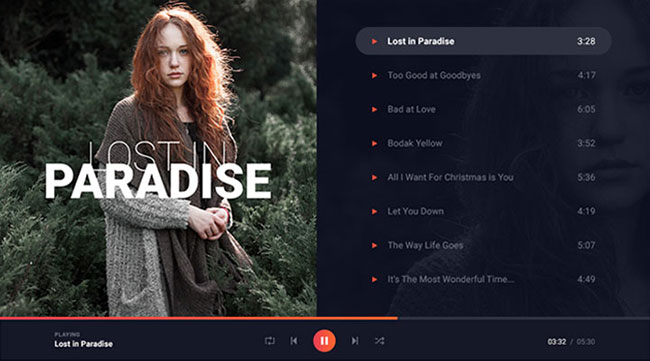 LOST IN
PARADISE
Lost in Paradise 3:28
Too Good at Goodbyes 4:17
Bad at Love 6:05
Bodak Yellow 3:52
All I Want For Christmas is You 5:36
Let You Down 4:19
The Way Life Goes 5:07
It's The Most Wonderful Time... 4:49
PLAYING
Lost in Paradise
03:32 / 05:30